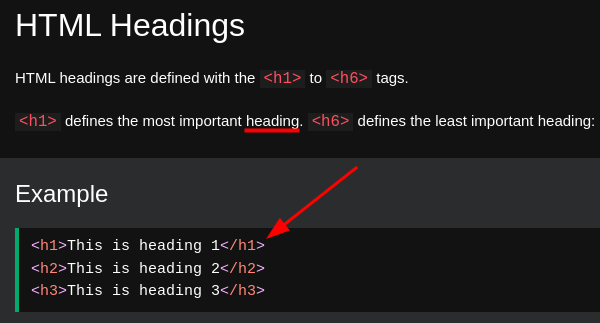 HTML Headings
HTML headings are defined with the <h1> to <h6> tags.
<h1> defines the most important heading. <h6> defines the least important heading:
Example
<h1>This is heading 1</h1>
<h2>This is heading 2</h2>
<h3>This is heading 3</h3>